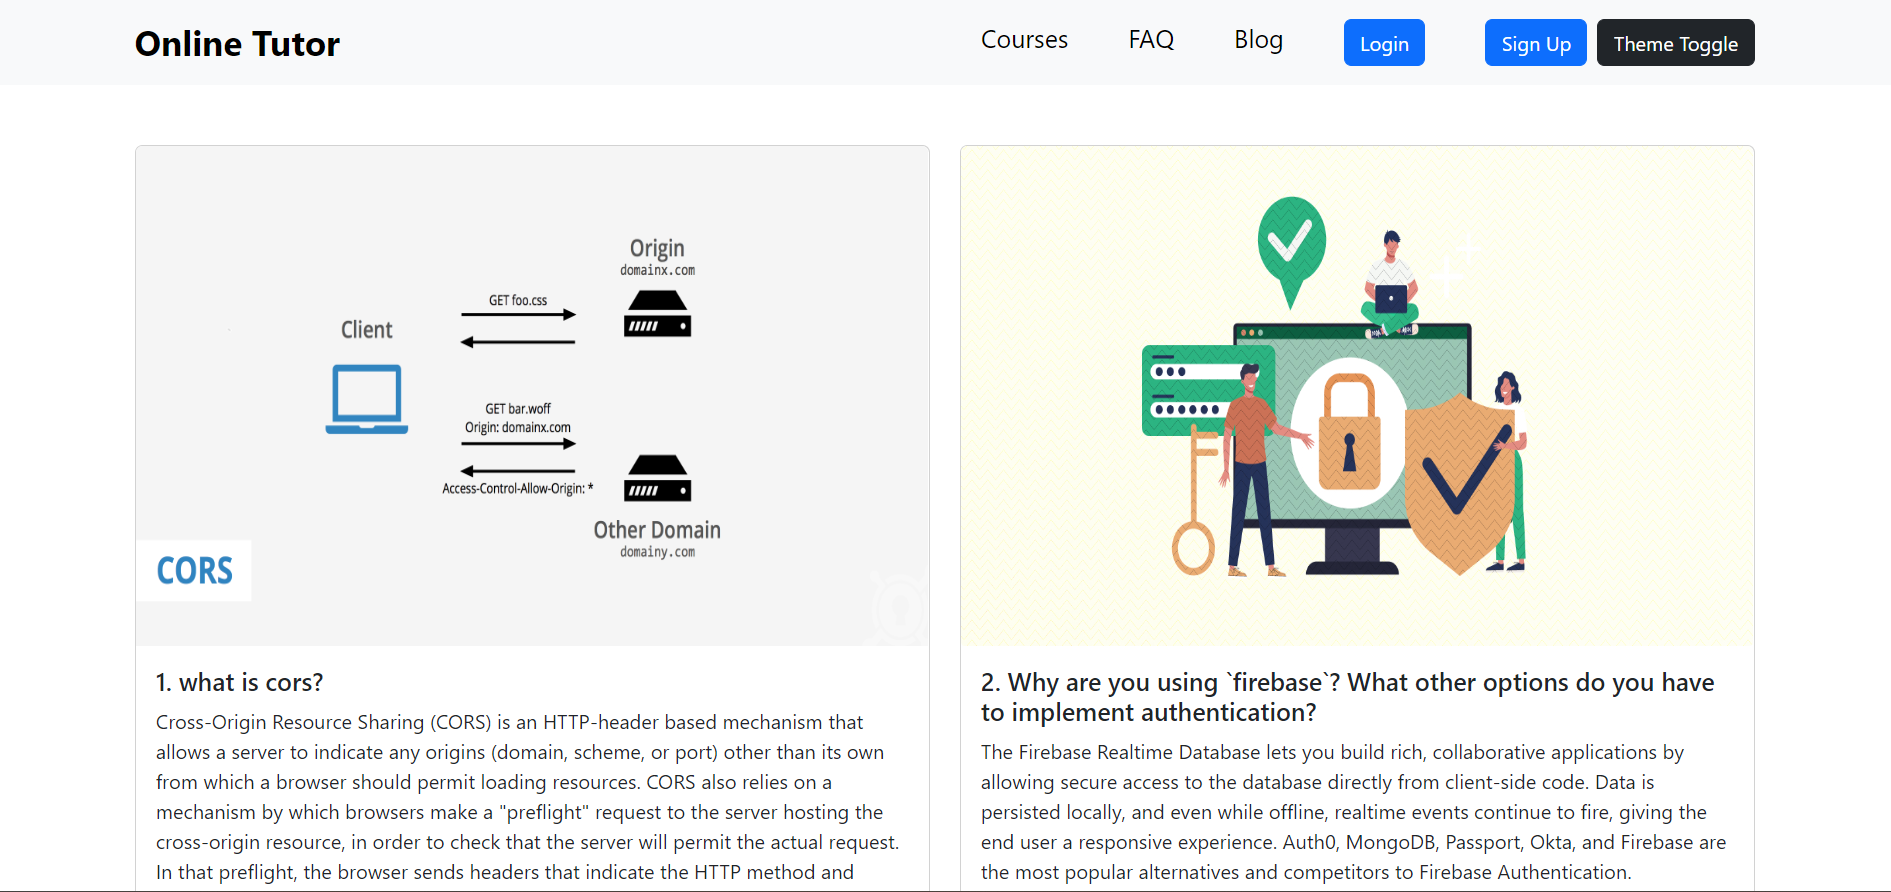 Online Tutor
Courses
FAQ
Blog
Login
Sign Up
Theme Toggle
Origin
domainx.com
GET foo.css
Client
GET bar.woff
Origin: domainx.com
Access-Control-Allow-Origin: *
Other Domain
domainy.com
CORS
1. what is cors?
Cross-Origin Resource Sharing (CORS) is an HTTP-header based mechanism that
allows a server to indicate any origins (domain, scheme, or port) other than its own
from which a browser should permit loading resources. CORS also relies on a
mechanism by which browsers make a "preflight" request to the server hosting the
cross-origin resource, in order to check that the server will permit the actual request.
In that preflight, the browser sends headers that indicate the HTTP method and
2. Why are you using `firebase`? What other options do you have
to implement authentication?
The Firebase Realtime Database lets you build rich, collaborative applications by
allowing secure access to the database directly from client-side code. Data is
persisted locally, and even while offline, realtime events continue to fire, giving the
end user a responsive experience. Auth0, MongoDB, Passport, Okta, and Firebase are
the most popular alternatives and competitors to Firebase Authentication.